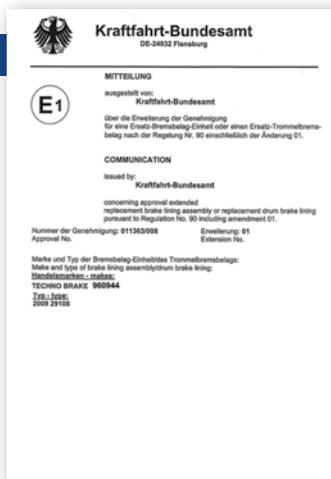 Kraftfahrt-Bundesamt
DE-24932 Flensburg
MITTEILUNG
ausgestellt von:
Kraftfahrt-Bundesamt
E1
über die Erweiterung der Genehmigung
für eine Ersatz-Bremsbelag-Einheit oder einen Ersatz-Trommelbrems-
belag nach der Regelung Nr. 90 einschließlich der Änderung 01.
COMMUNICATION
issued by:
Kraftfahrt-Bundesamt
concerning approval extended
replacement brake lining assembly or replacement drum brake lining
pursuant to Regulation No. 90 including amendment 01.
Nummer der Genehmigung: 011363/008 Erweiterung: 01
Approval No. Extension No.
Marke und Typ der Bremsbelag-Einheit/des Trommelbremsbelags:
Make and type of brake lining assembly/drum brake lining:
Handelsmarken - makes:
TECHNO BRAKE 960944
Typ - type:
2009 29108